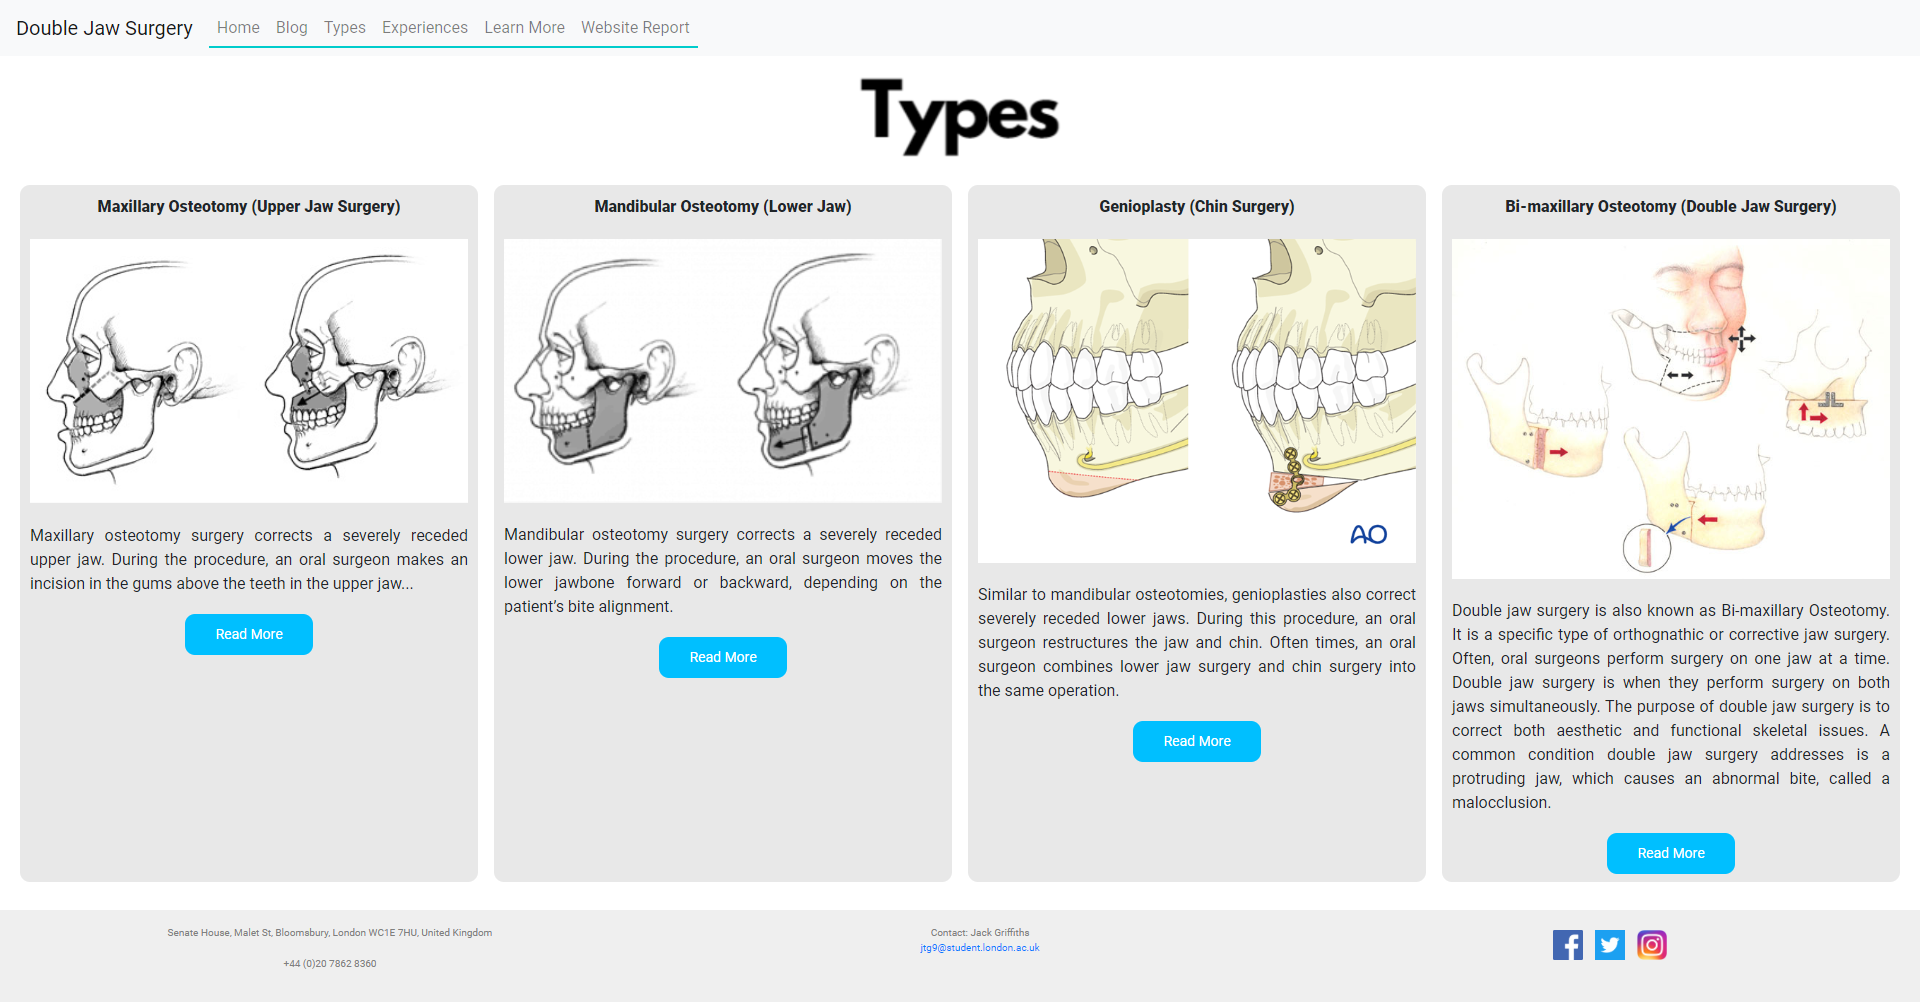 Double Jaw Surgery
Home Blog Types Experiences Learn More Website Report
Types
Maxillary Osteotomy (Upper Jaw Surgery)
Maxillary osteotomy surgery corrects a severely receded
upper jaw. During the procedure, an oral surgeon makes an
incision in the gums above the teeth in the upper jaw...
Read More
Mandibular Osteotomy (Lower Jaw)
Mandibular osteotomy surgery corrects a severely receded
lower jaw. During the procedure, an oral surgeon moves the
lower jawbone forward or backward, depending on the
patient’s bite alignment.
Read More
Genioplasty (Chin Surgery)
AO
Similar to mandibular osteotomies, genioplasties also correct
severely receded lower jaws. During this procedure, an oral
surgeon restructures the jaw and chin. Often times, an oral
surgeon combines lower jaw surgery and chin surgery into
the same operation.
Read More
Bi-maxillary Osteotomy (Double Jaw Surgery)
Double jaw surgery is also known as Bi-maxillary Osteotomy.
It is a specific type of orthognathic or corrective jaw surgery.
Often, oral surgeons perform surgery on one jaw at a time.
Double jaw surgery is when they perform surgery on both
jaws simultaneously. The purpose of double jaw surgery is to
correct both aesthetic and functional skeletal issues. A
common condition double jaw surgery addresses is a
protruding jaw, which causes an abnormal bite, called a
malocclusion.
Read More
Senate House, Malet St, Bloomsbury, London WC1E 7HU, United Kingdom
+44 (0)20 7862 8360
Contact: Jack Griffiths
jtg9@student.london.ac.uk